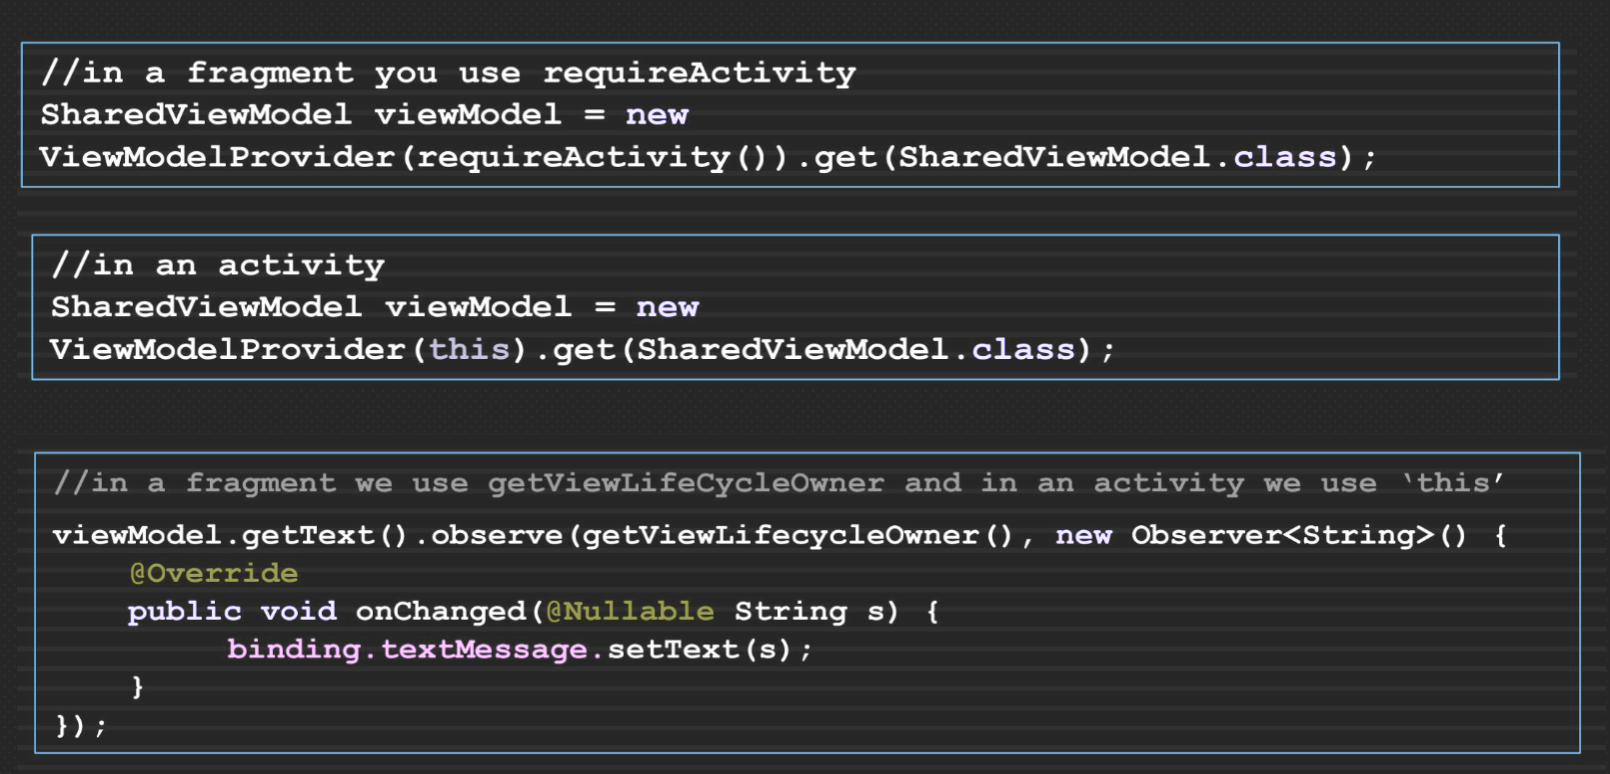 //in a fragment you use requireActivity
SharedViewModel viewModel = new
ViewModelProvider(requireActivity()).get(SharedViewModel.class);
//in an activity
SharedViewModel viewModel = new
ViewModelProvider(this).get(SharedViewModel.class);
//in a fragment we use getViewLifeCycleOwner and in an activity we use ‘this’
viewModel.getText().observe(getViewLifecycleOwner(), new Observer<String>() {
@Override
public void onChanged(@Nullable String s) {
binding.textMessage.setText(s);
}
});